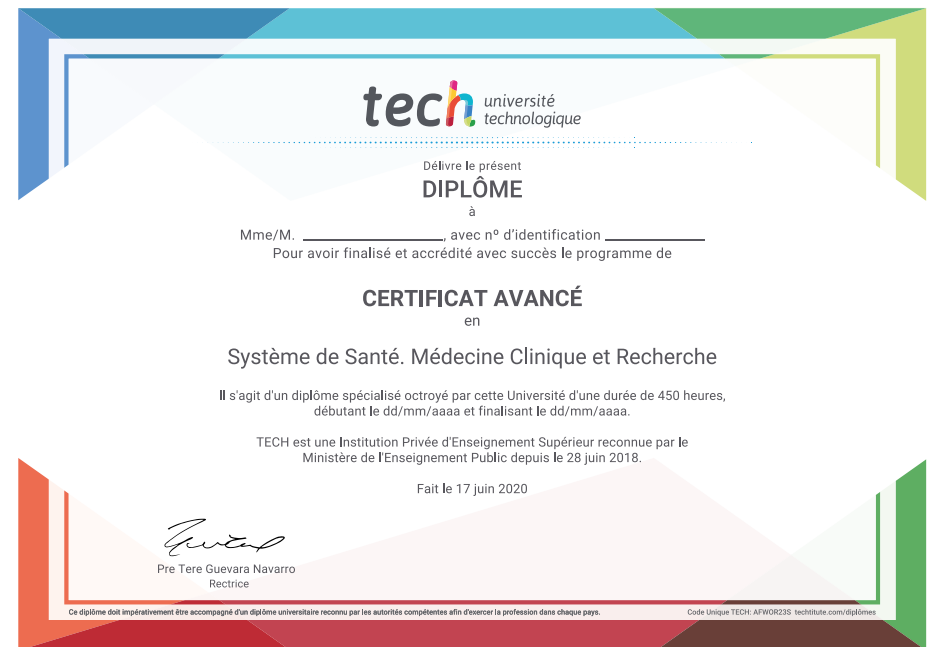 tech université
technologique
Délivre le présent
DIPLÔME
à
Mme/M. ____________________, avec nº d'identification ______________
Pour avoir finalisé et accrédité avec succès le programme de
CERTIFICAT AVANCÉ
en
Système de Santé. Médecine Clinique et Recherche
Il s'agit d'un diplôme spécialisé octroyé par cette Université d'une durée de 450 heures,
débutant le dd/mm/aaaa et finalisant le dd/mm/aaaa.
TECH est une Institution Privée d'Enseignement Supérieur reconnue par le
Ministère de l'Enseignement Public depuis le 28 juin 2018.
Fait le 17 juin 2020
Pre Tere Guevara Navarro
Rectrice
Ce diplôme doit impérativement être accompagné d'un diplôme universitaire reconnu par les autorités compétentes afin d'exercer la profession dans chaque pays.
Code Unique TECH: AFWOR23S techtitute.com/diplômes